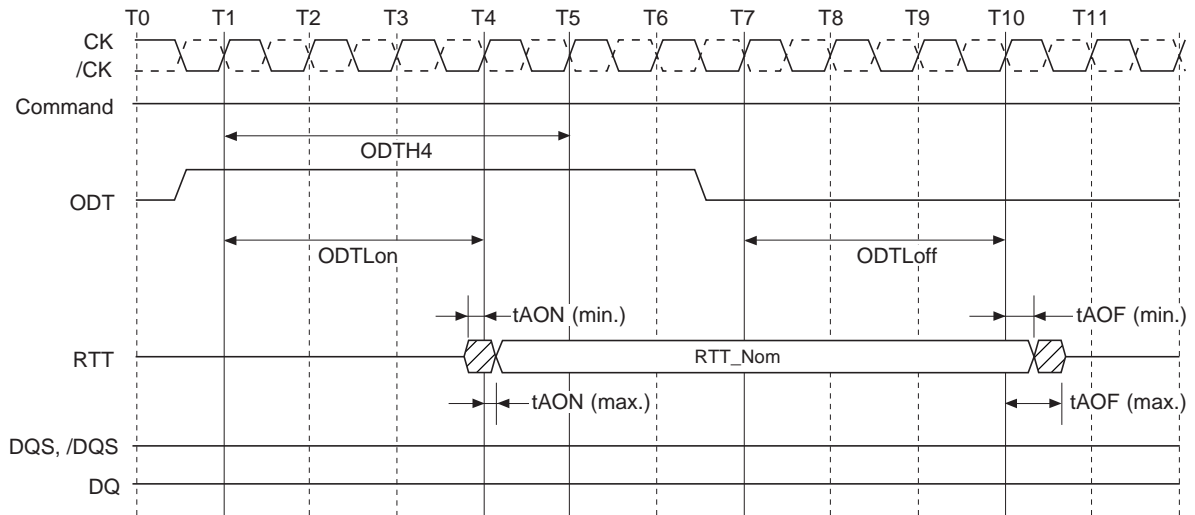 T0 T1 T2 T3 T4 T5 T6 T7 T8 T9 T10 T11
CK
/CK
Command
ODTH4
ODT
ODTLon
ODTLoff
tAON (min.)
tAOF (min.)
RTT
RTT_Nom
tAON (max.)
tAOF (max.)
DQS, /DQS
DQ